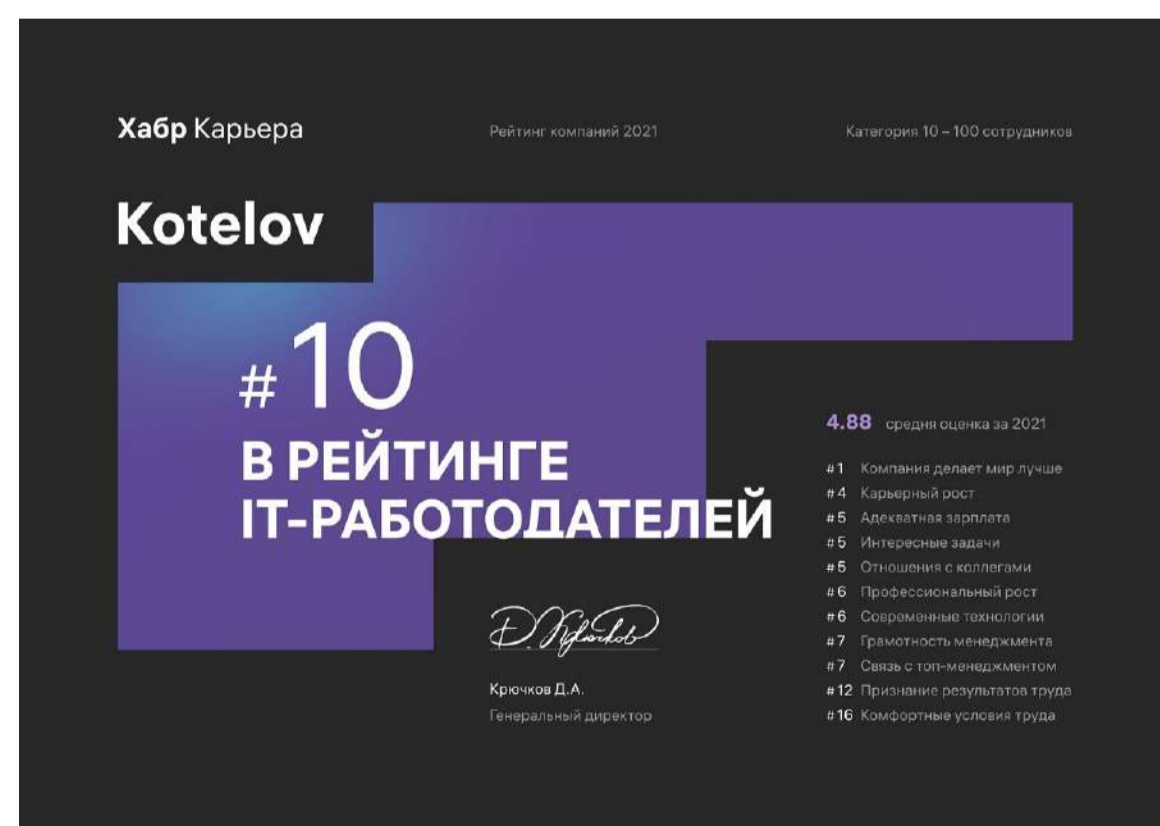 Хабр Карьера
Рейтинг компаний 2021
Категория 10 – 100 сотрудников
Kotelov
#10
В РЕЙТИНГЕ
IT-РАБОТОДАТЕЛЕЙ
4.88 средня оценка за 2021
#1 Компания делает мир лучше
#4 Карьерный рост
#5 Адекватная зарплата
#5 Интересные задачи
#5 Отношения с коллегами
#6 Профессиональный рост
#6 Современные технологии
#7 Грамотность менеджмента
#7 Связь с топ-менеджментом
#12 Признание результатов труда
#16 Комфортные условия труда
Д. Крючков
Крючков Д.А.
Генеральный директор